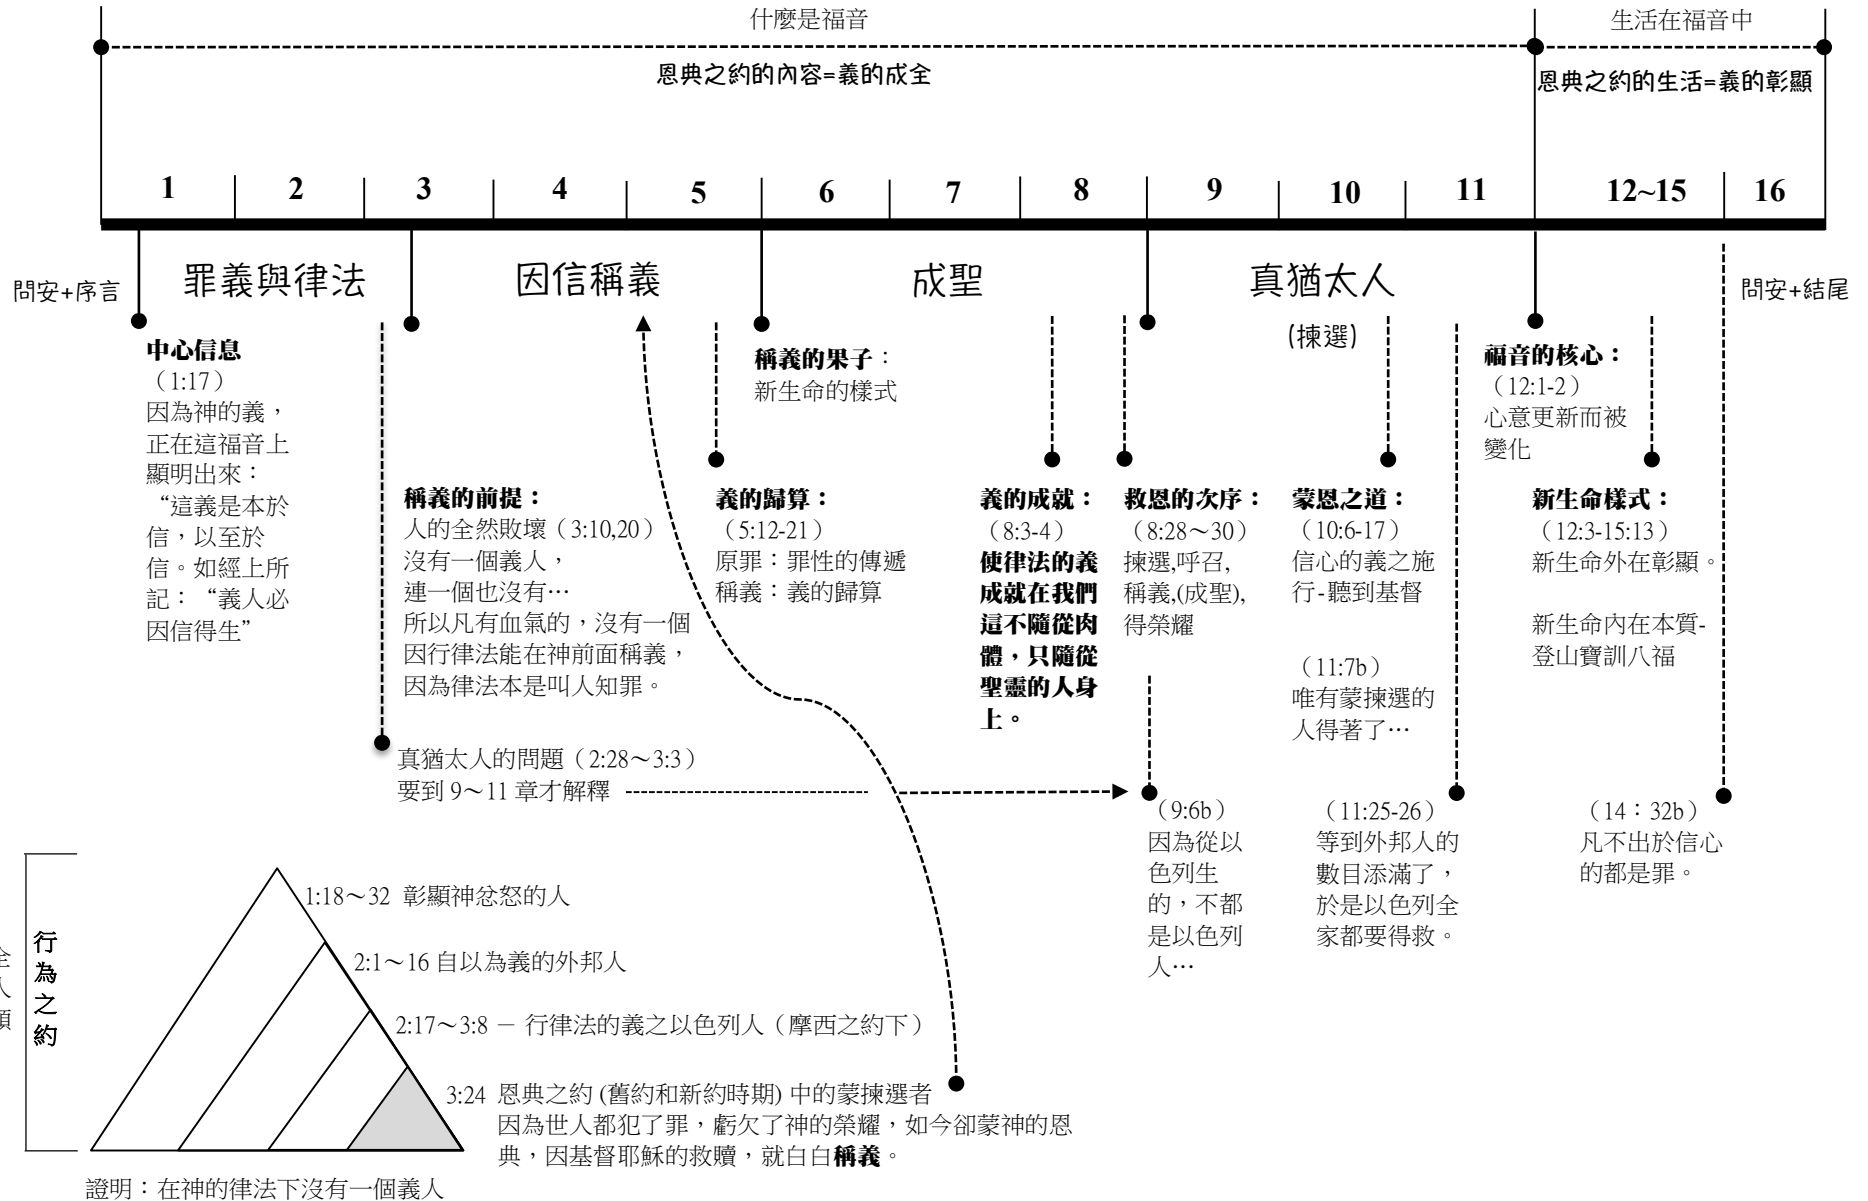 什麼是福音
生活在福音中
恩典之約的內容=義的成全
恩典之約的生活=義的彰顯
1
2
3
4
5
6
7
8
9
10
11
12~15
16
問安+序言
罪義與律法
因信稱義
成聖
真猶太人
(揀選)
問安+結尾
中心信息
（1:17）
因為神的義，
正在這福音上
顯明出來：
“這義是本於
信，以至於
信。如經上所
記：“義人必
因信得生”
稱義的前提：
人的全然敗壞（3:10,20）
沒有一個義人，
連一個也沒有…
所以凡有血氣的，沒有一個
因行律法能在神前面稱義，
因為律法本是叫人知罪。
真猶太人的問題（2:28～3:3）
要到 9～11 章才解釋
義的歸算：
（5:12-21）
原罪：罪性的傳遞
稱義：義的歸算
稱義的果子：
新生命的樣式
義的成就：
（8:3-4）
使律法的義
成就在我們
這不隨從肉
體，只隨從
聖靈的人身
上。
救恩的次序：
（8:28～30）
揀選,呼召,
稱義,(成聖),
得榮耀
（9:6b）
因為從以
色列生
的，不都
是以色列
人…
蒙恩之道：
（10:6-17）
信心的義之施
行-聽到基督
（11:7b）
唯有蒙揀選的
人得著了…
（11:25-26）
等到外邦人的
數目添滿了，
於是以色列全
家都要得救。
福音的核心：
（12:1-2）
心意更新而被
變化
新生命樣式：
（12:3-15:13）
新生命外在彰顯。
新生命內在本質-
登山寶訓八福
（14：32b）
凡不出於信心
的都是罪。
行為之約
1:18～32 彰顯神忿怒的人
2:1～16 自以為義的外邦人
2:17～3:8 － 行律法的義之以色列人（摩西之約下）
3:24 恩典之約 (舊約和新約時期) 中的蒙揀選者
因為世人都犯了罪，虧欠了神的榮耀，如今卻蒙神的恩
典，因基督耶穌的救贖，就白白稱義。
證明：在神的律法下沒有一個義人